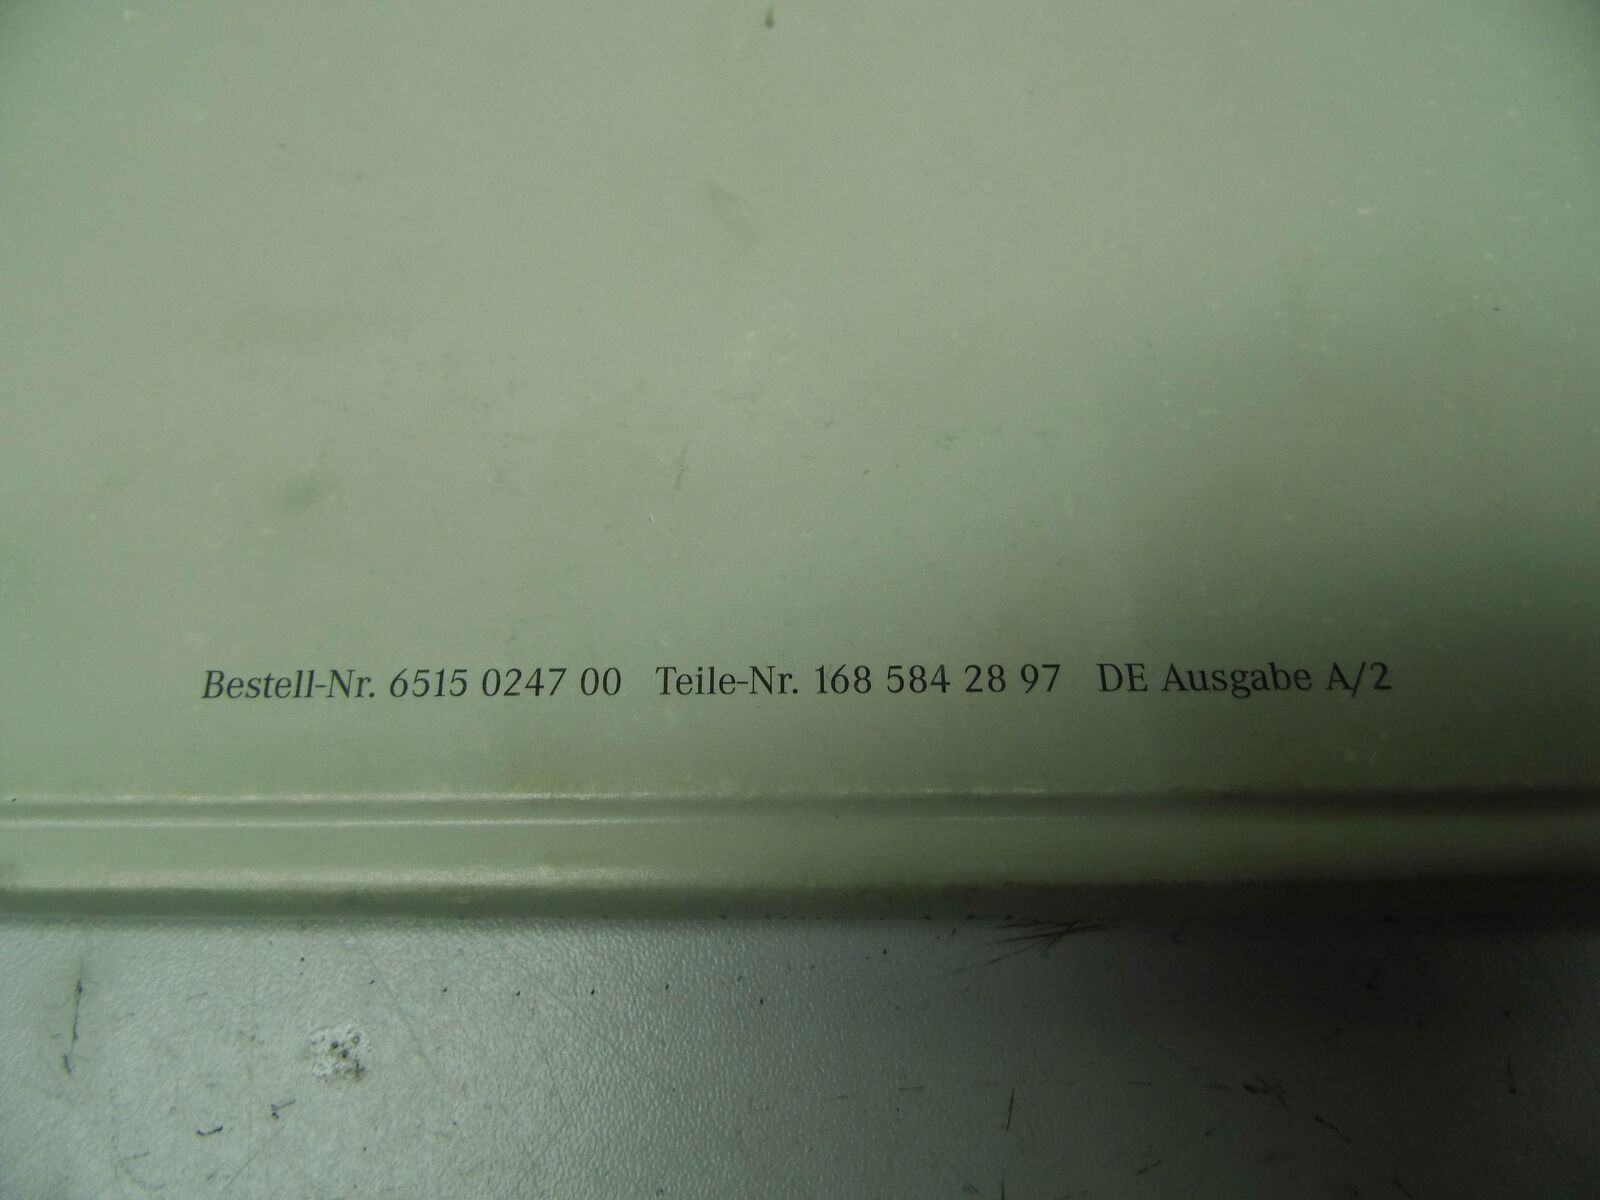 Bestell-Nr. 6515 0247 00 Teile-Nr. 168 584 28 97 DE Ausgabe A/2